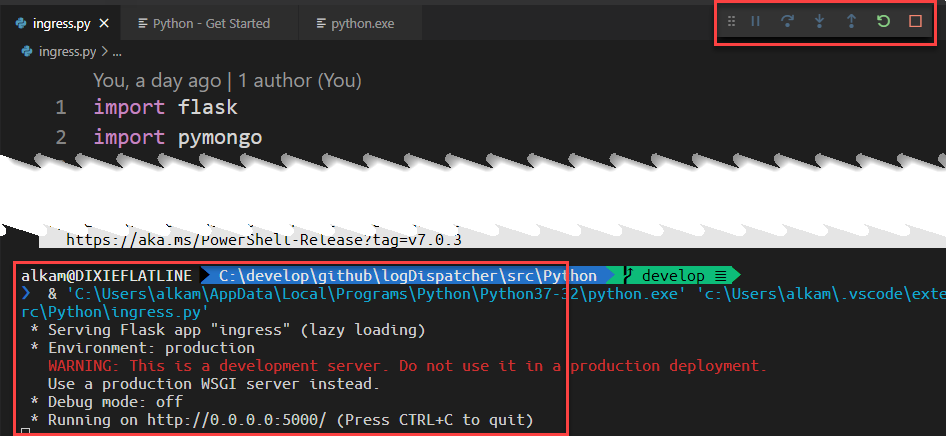 ingress.py × Python - Get Started python.exe
ingress.py > ...
You, a day ago | 1 author (You)
1 import flask
2 import pymongo
https://aka.ms/PowerShell-Release?tag=v7.0.3
alkam@DIXIEFLATLINE C:\develop\github\logDispatcher\src\Python develop ≣
❯ & 'C:\Users\alkam\AppData\Local\Programs\Python\Python37-32\python.exe' 'c:\Users\alkam\.vscode\exte
rc\Python\ingress.py'
* Serving Flask app "ingress" (lazy loading)
* Environment: production
WARNING: This is a development server. Do not use it in a production deployment.
Use a production WSGI server instead.
* Debug mode: off
* Running on http://0.0.0.0:5000/ (Press CTRL+C to quit)